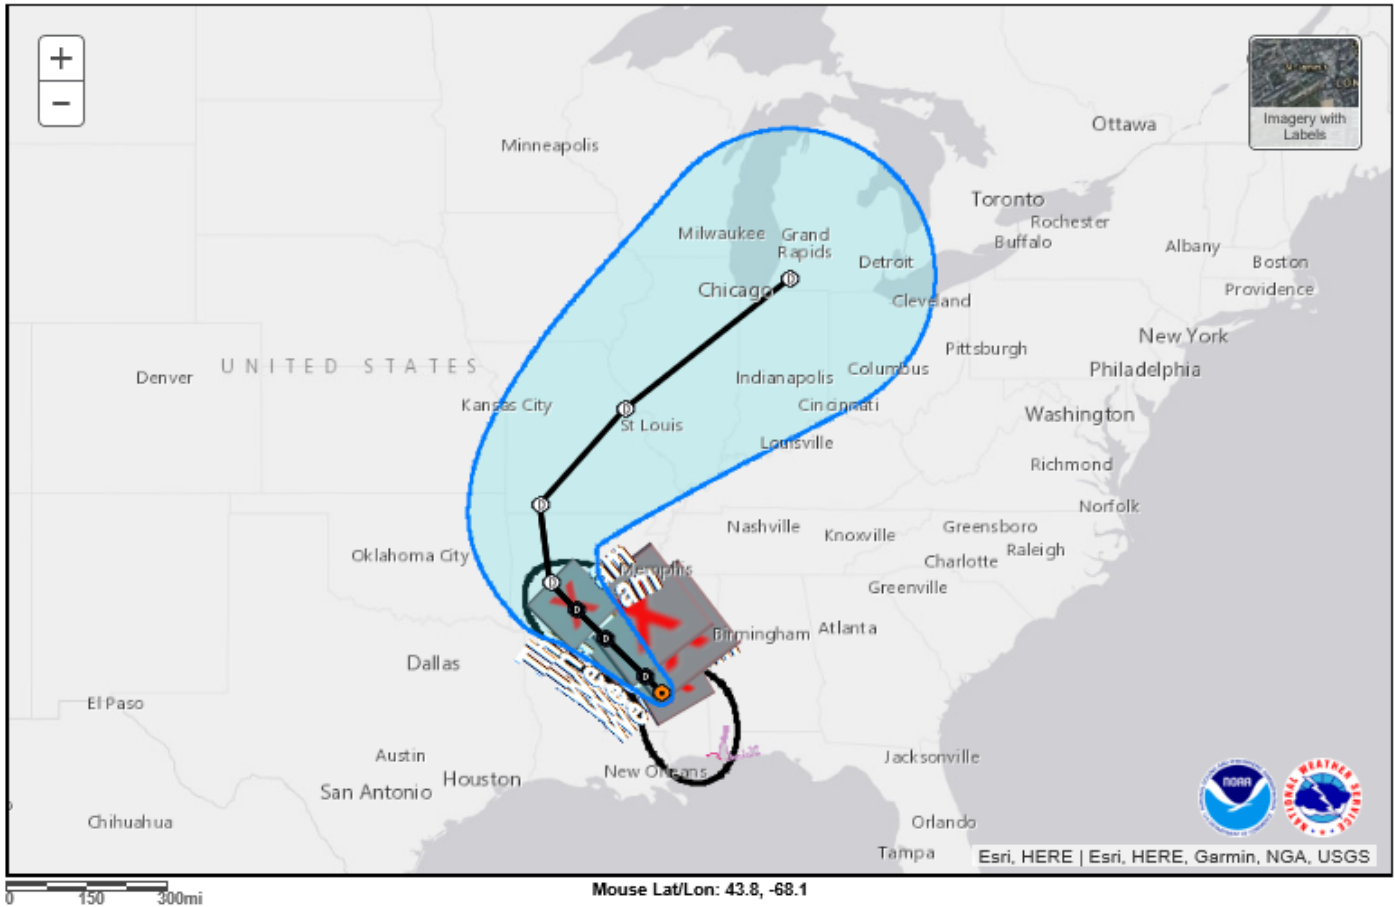 +
−
Imagery with
Labels
Ottawa
Minneapolis
Toronto
Rochester
Milwaukee
Grand
Rapids
Buffalo
Albany
Detroit
Boston
Chicago
Providence
Cleveland
New York
Pittsburgh
UNITED STATES
Denver
Columbus
Philadelphia
Indianapolis
Kansas City
Cincinnati
Washington
St Louis
Louisville
Richmond
Norfolk
Nashville
Knoxville
Greensboro
Raleigh
Oklahoma City
Charlotte
Memphis
am
Greenville
Atlanta
Birmingham
Dallas
El Paso
Austin
Jacksonville
New Orleans
Houston
San Antonio
NOAA
NATIONAL WEATHER SERVICE
Chihuahua
Orlando
Tampa
Esri, HERE | Esri, HERE, Garmin, NGA, USGS
0 150 300mi
Mouse Lat/Lon: 43.8, -68.1
D
D
D
D
D
D
D